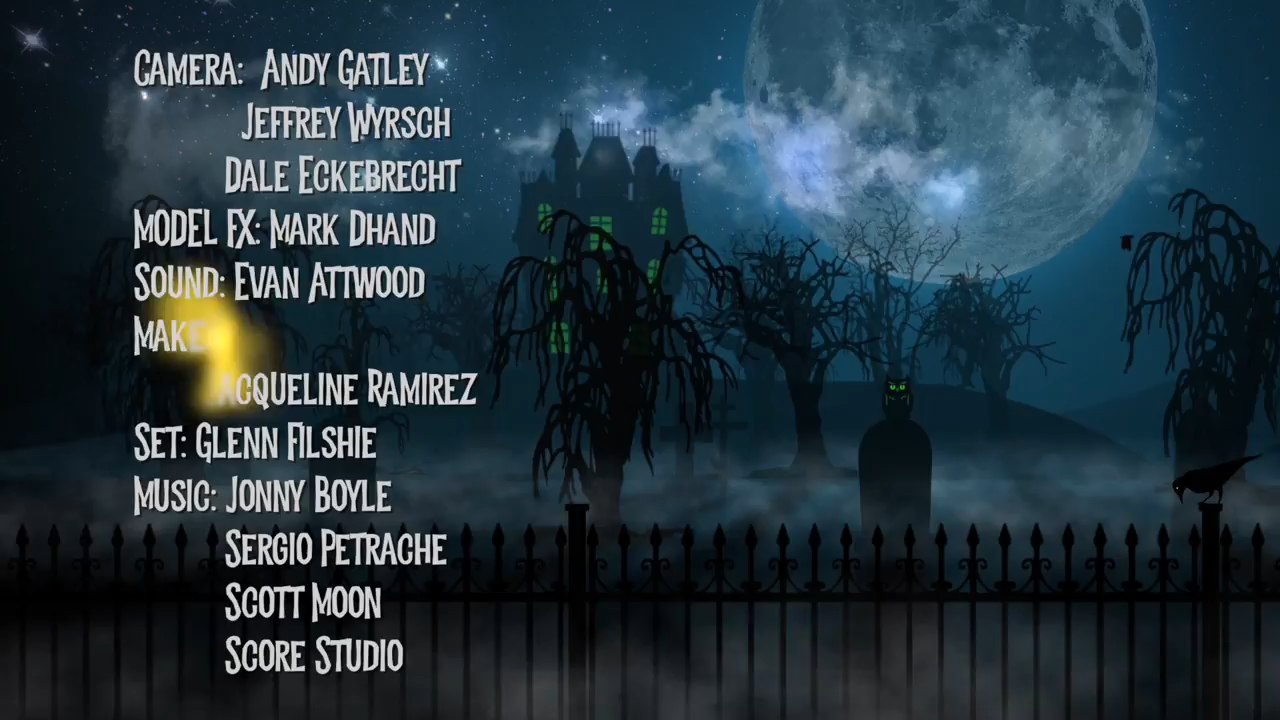 CAMERA: ANDY GATLEY
JEFFREY WYRSCH
DALE ECKEBRECHT
MODEL FX: MARK DHAND
SOUND: EVAN ATTWOOD
MAKE
ACQUELINE RAMIREZ
SET: GLENN FILSHIE
MUSIC: JONNY BOYLE
SERGIO PETRACHE
SCOTT MOON
SCORE STUDIO